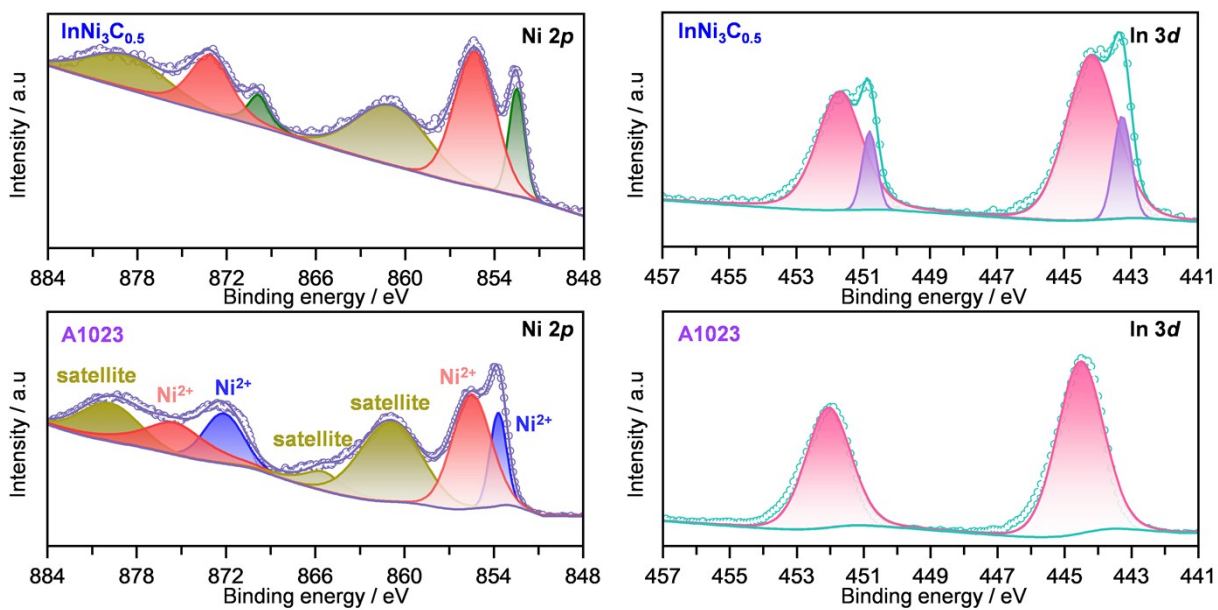 InNi₃C₀.₅
Ni 2p
Intensity / a.u
884 878 872 866 860 854 848
Binding energy / eV
InNi₃C₀.₅
In 3d
Intensity / a.u
457 455 453 451 449 447 445 443 441
Binding energy / eV
A1023
Ni 2p
satellite
Ni²⁺
Ni²⁺
satellite
satellite
Ni²⁺
Ni²⁺
Intensity / a.u
884 878 872 866 860 854 848
Binding energy / eV
A1023
In 3d
Intensity / a.u
457 455 453 451 449 447 445 443 441
Binding energy / eV